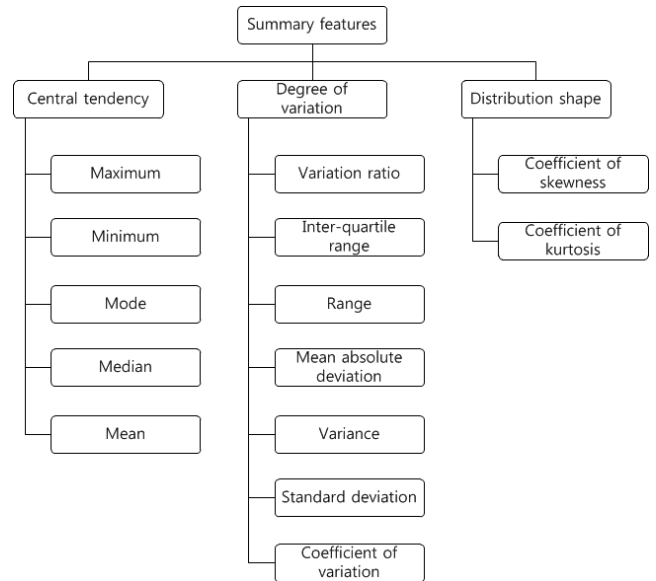 Summary features
Central tendency
Degree of
variation
Distribution shape
Maximum
Minimum
Mode
Median
Mean
Variation ratio
Inter-quartile
range
Range
Mean absolute
deviation
Variance
Standard deviation
Coefficient of
variation
Coefficient of
skewness
Coefficient of
kurtosis